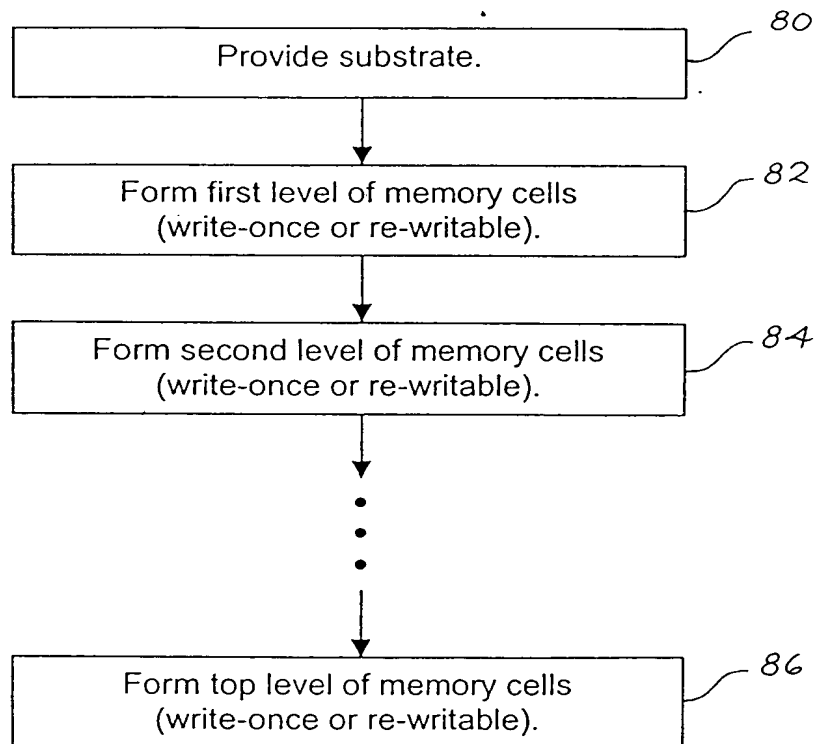 80
Provide substrate.
82
Form first level of memory cells
(write-once or re-writable).
84
Form second level of memory cells
(write-once or re-writable).
86
Form top level of memory cells
(write-once or re-writable).